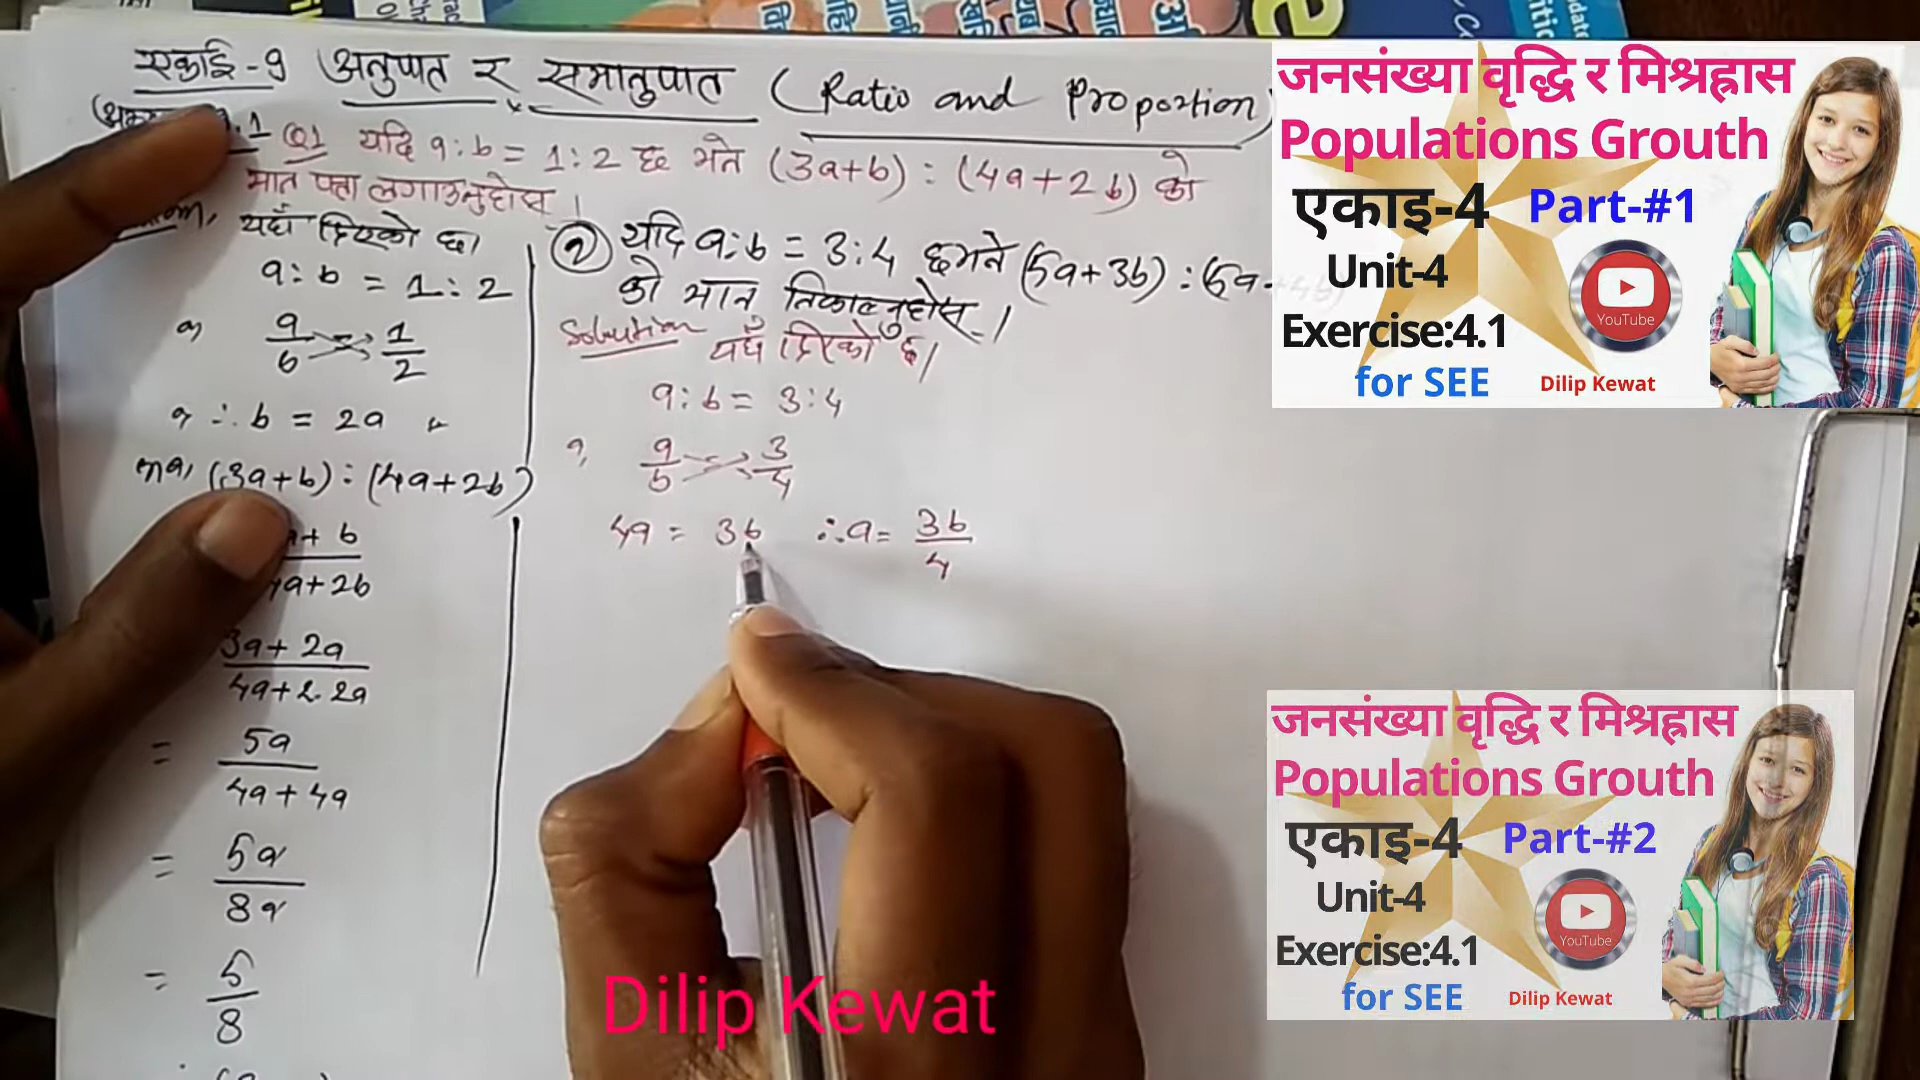 एकाई-9 अनुपात र समानुपात (Ratio and Proportion)
.1 Q1 यदि a:b = 1:2 छ भने (3a+b) : (4a+2b) को
मान पत्ता लगाउनुहोस् ।
यहाँ दिएको छ।
a:b = 1:2
a/b = 1/2
∴ b = 2a
(3a+b) : (4a+2b)
a+b
4a+2b
3a+2a
4a+2.2a
= 5a
4a+4a
= 5a
8a
= 5
8
२ यदि a:b = 3:4 छ भने (5a+3b) : (6a
को मान निकाल्नुहोस् ।
Solution यहाँ दिएको छ।
a:b = 3:4
a/b = 3/4
4a = 3b ∴ a = 3b/4
जनसंख्या वृद्धि र मिश्रह्रास
Populations Grouth
एकाइ-4 Part-#1
Unit-4
YouTube
Exercise:4.1
for SEE Dilip Kewat
जनसंख्या वृद्धि र मिश्रह्रास
Populations Grouth
एकाइ-4 Part-#2
Unit-4
YouTube
Exercise:4.1
for SEE Dilip Kewat
Dilip Kewat